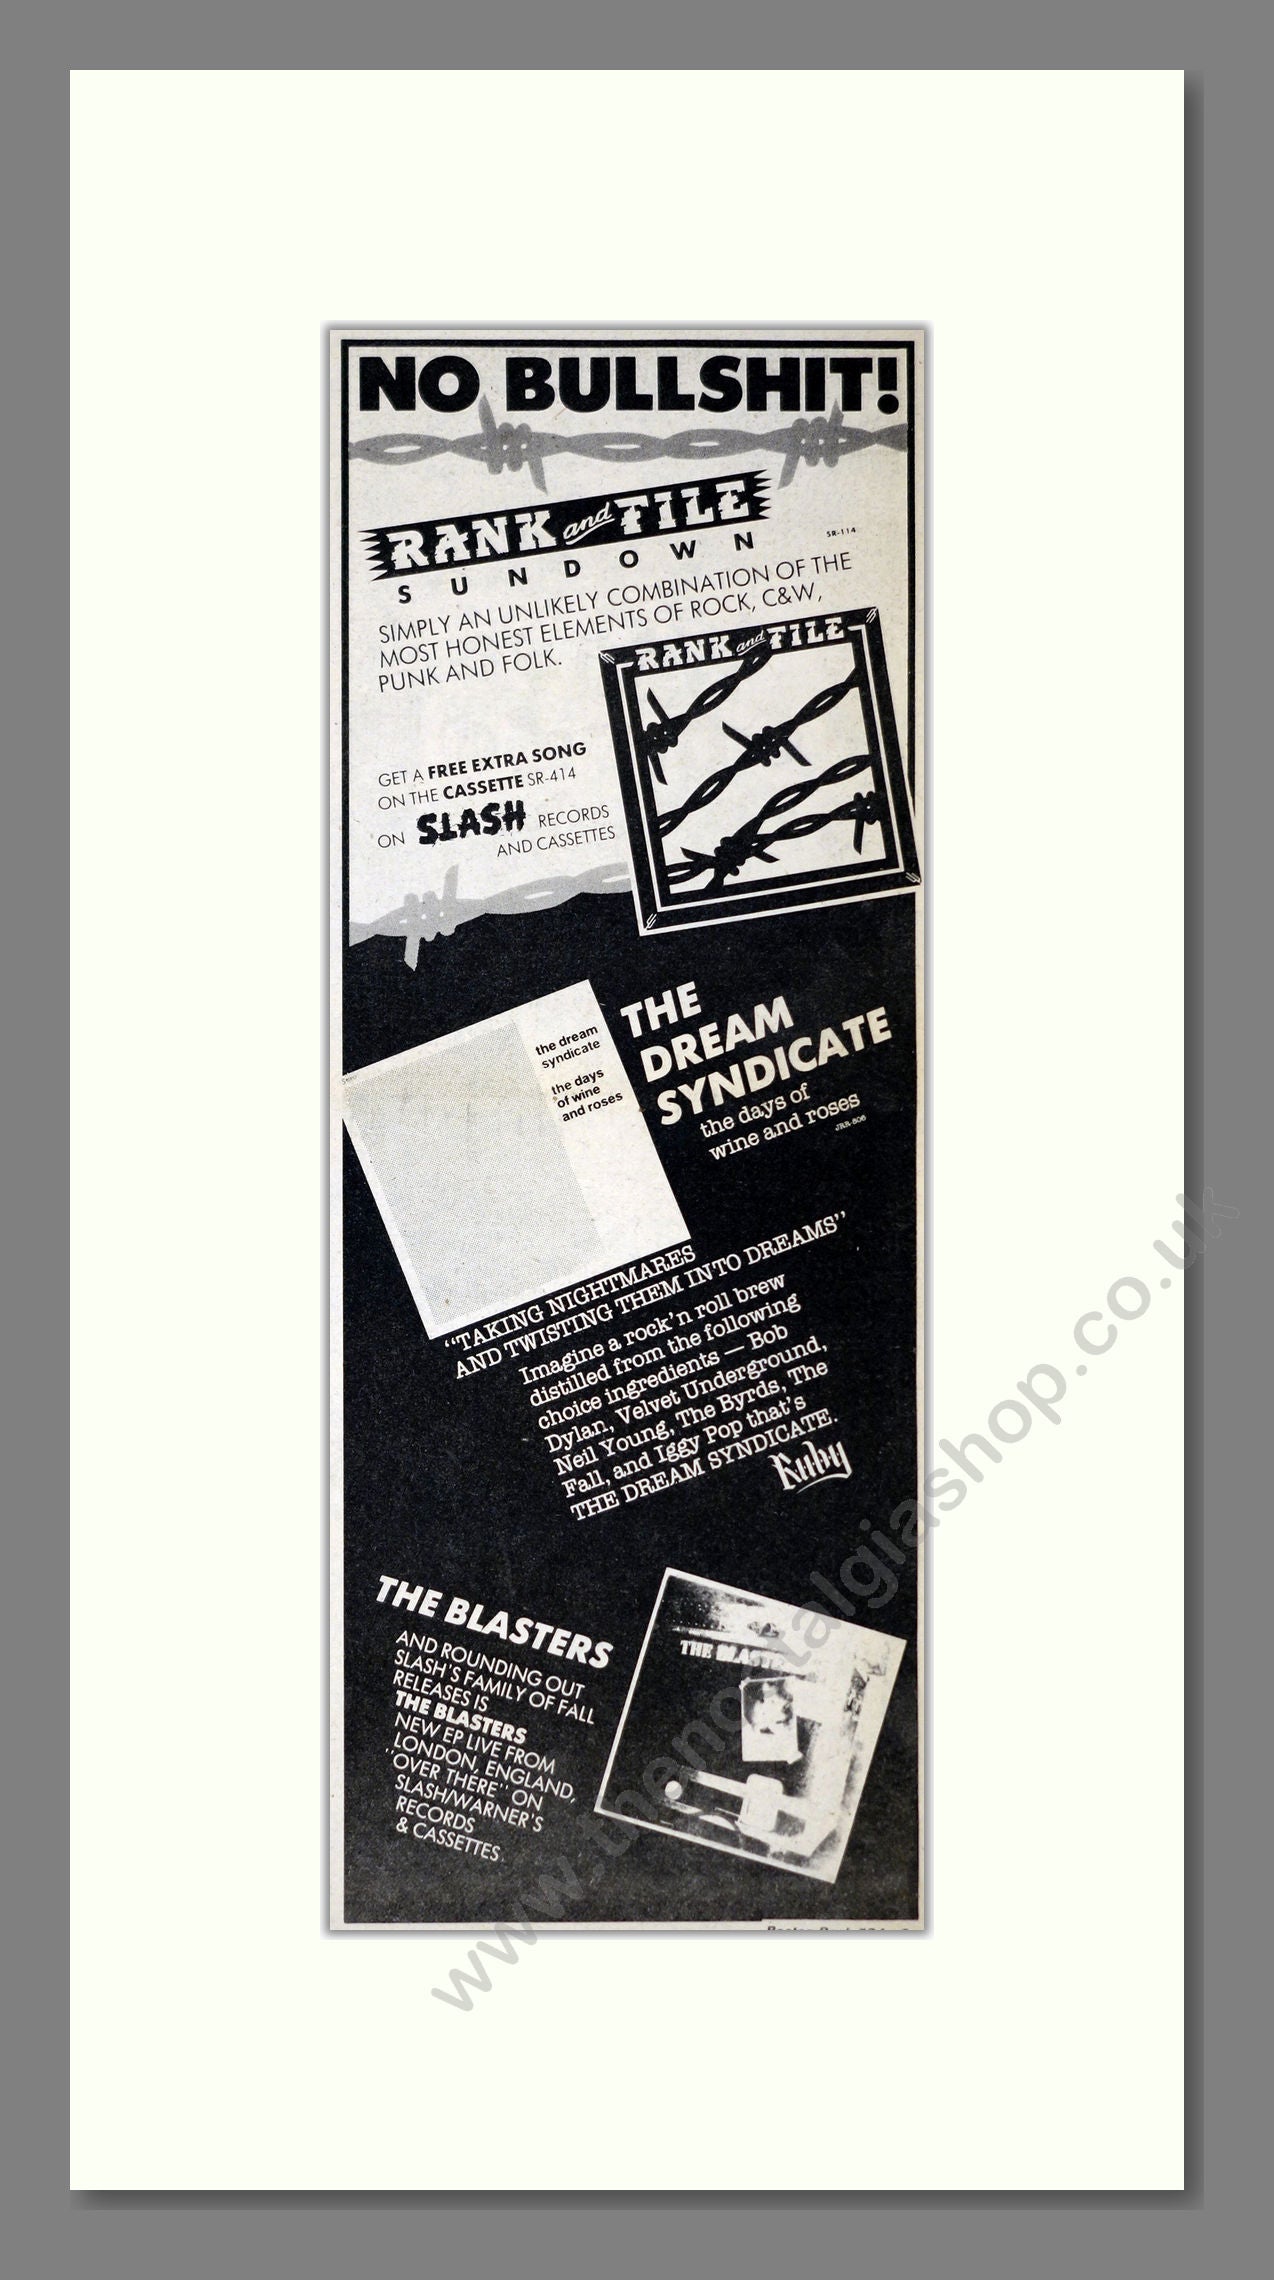 NO BULLSHIT!
RANK and FILE
SUNDOWN
SR-114
SIMPLY AN UNLIKELY COMBINATION OF THE
MOST HONEST ELEMENTS OF ROCK, C&W,
PUNK AND FOLK.
RANK and FILE
GET A FREE EXTRA SONG
ON THE CASSETTE SR-414
ON SLASH RECORDS
AND CASSETTES
the dream
syndicate
the days
of wine
and roses
THE
DREAM
SYNDICATE
the days of
wine and roses
JRR-806
"TAKING NIGHTMARES
AND TWISTING THEM INTO DREAMS"
Imagine a rock'n roll brew
distilled from the following
choice ingredients — Bob
Dylan, Velvet Underground,
Neil Young, The Byrds, The
Fall, and Iggy Pop that's
THE DREAM SYNDICATE.
Ruby
THE BLASTERS
AND ROUNDING OUT
SLASH'S FAMILY OF FALL
RELEASES IS
THE BLASTERS
NEW EP LIVE FROM
LONDON, ENGLAND,
"OVER THERE" ON
SLASH/WARNER'S
RECORDS
& CASSETTES.
THE BLASTERS
www.thenostalgiashop.co.uk